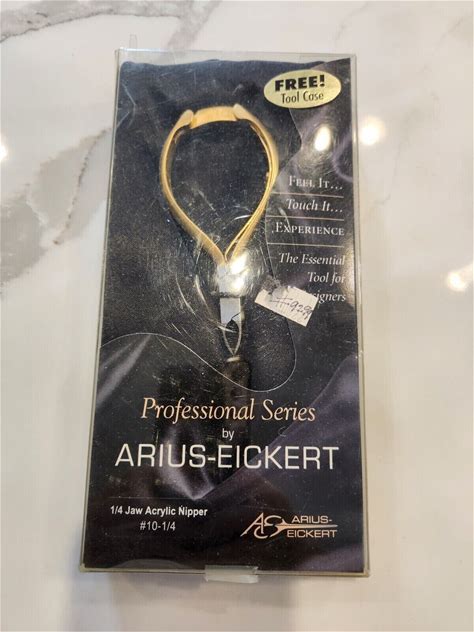 FREE!
Tool Case
FEEL IT...
Touch It...
EXPERIENCE
The Essential
Tool for
Professional Series
by
ARIUS-EICKERT
1/4 Jaw Acrylic Nipper
#10-1/4
ARIUS-
EICKERT